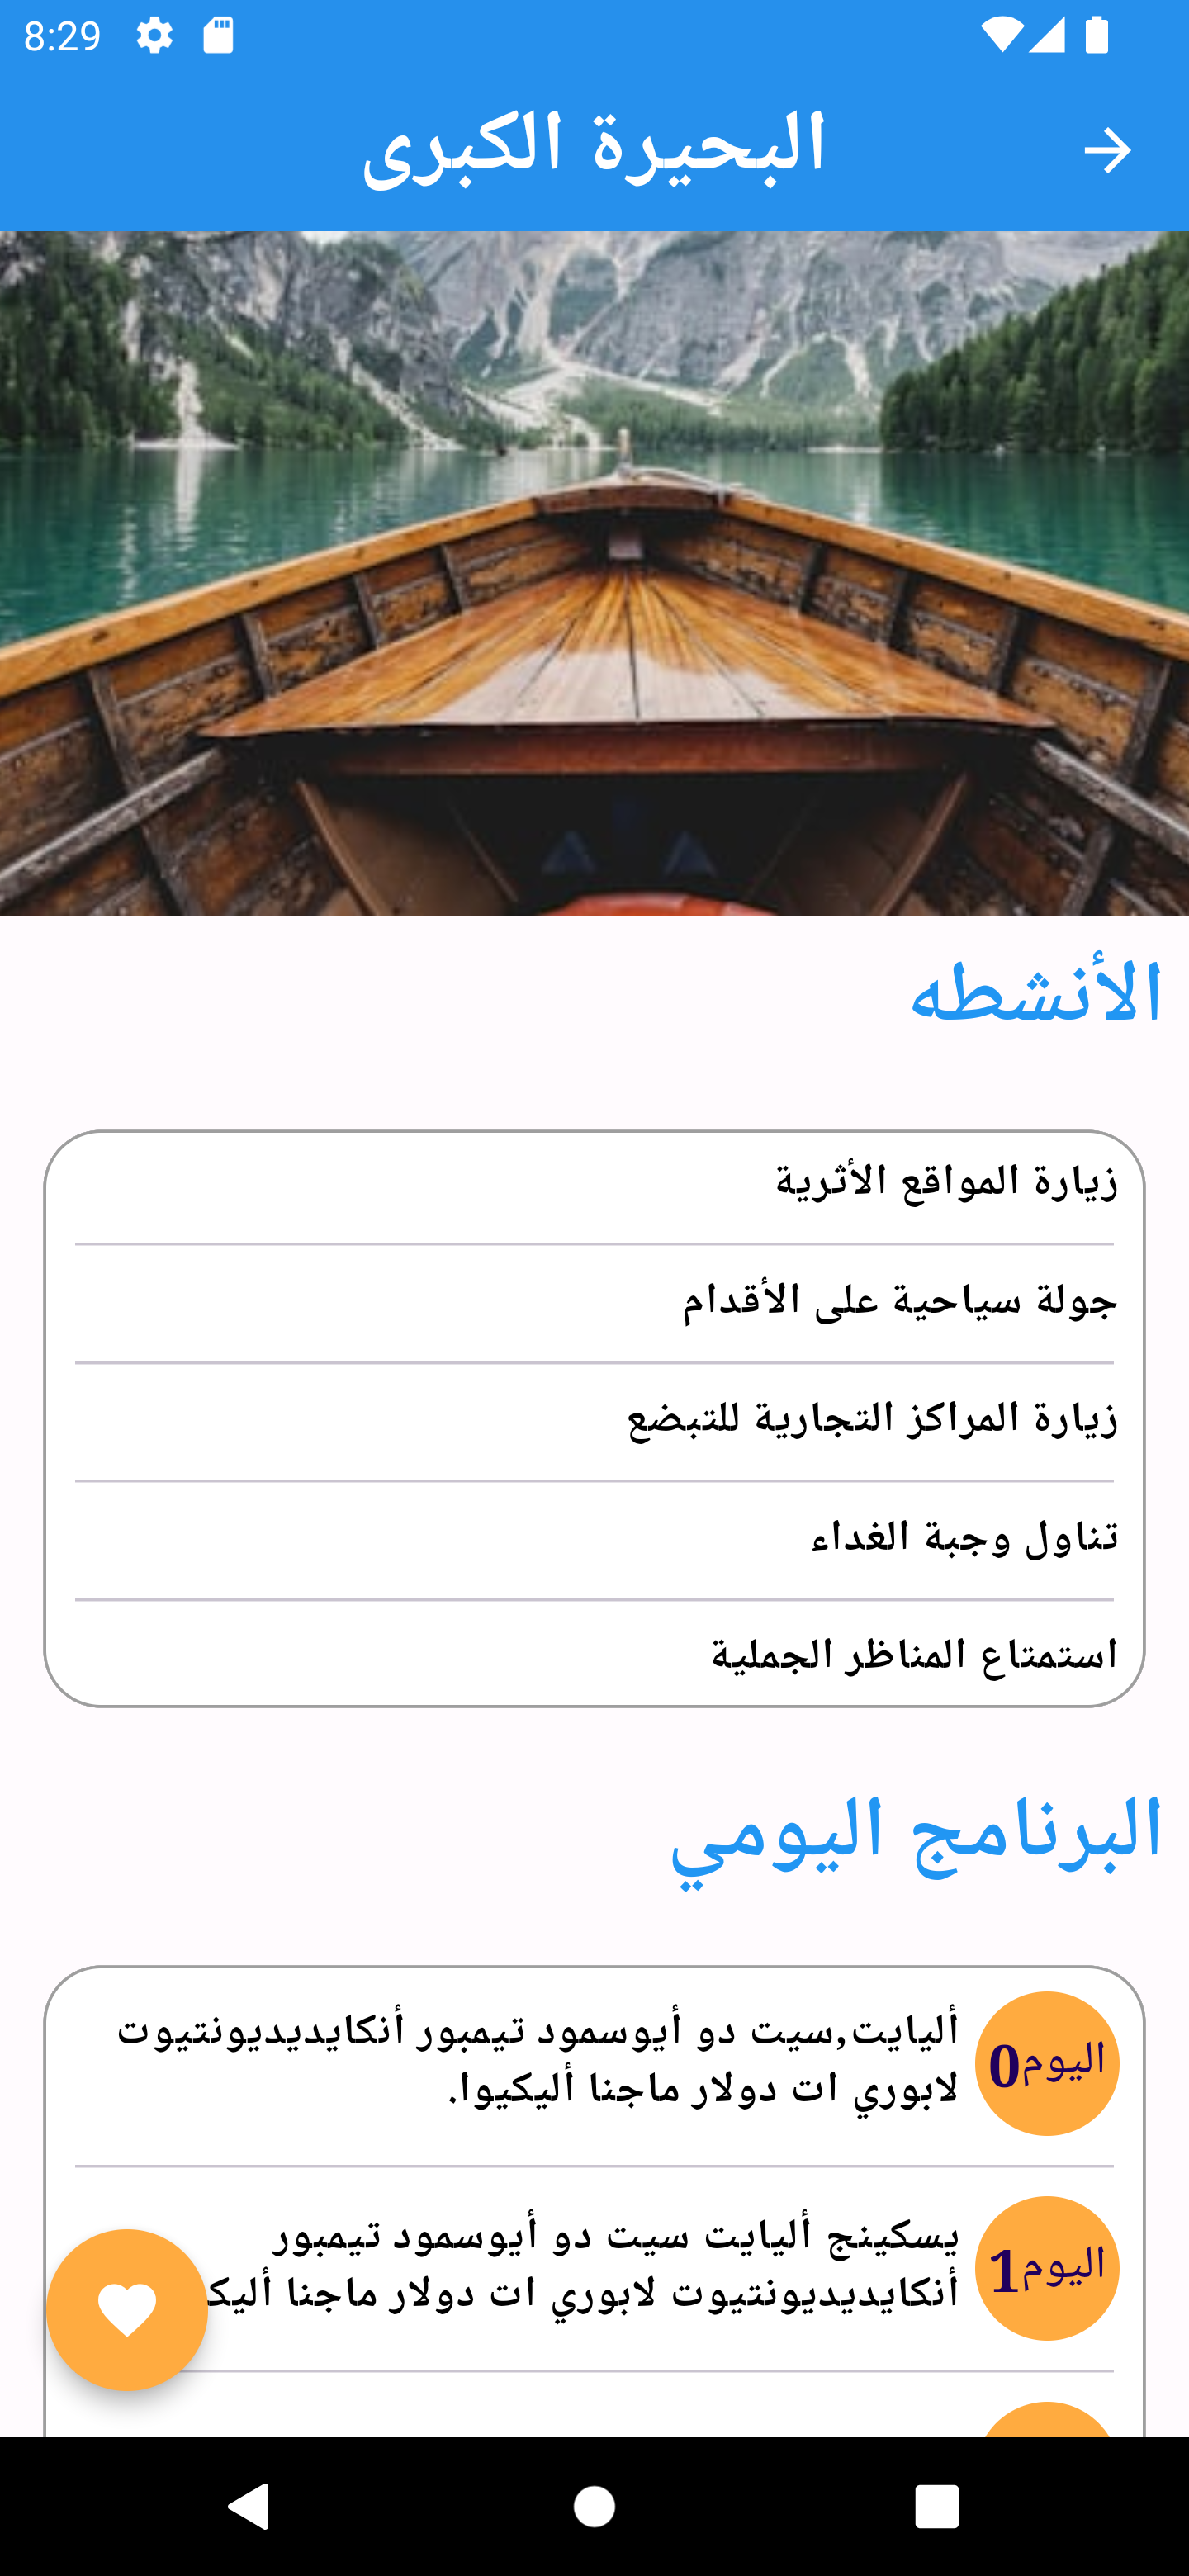 8:29
البحيرة الكبرى
الأنشطه
زيارة المواقع الأثرية
جولة سياحية على الأقدام
زيارة المراكز التجارية للتبضع
تناول وجبة الغداء
استمتاع المناظر الجملية
البرنامج اليومي
اليوم0
أليايت,سيت دو أيوسمود تيمبور أنكايديديونتيوت
لابوري ات دولار ماجنا أليكيوا.
اليوم1
يسكينج أليايت سيت دو أيوسمود تيمبور
أنكايديديونتيوت لابوري ات دولار ماجنا